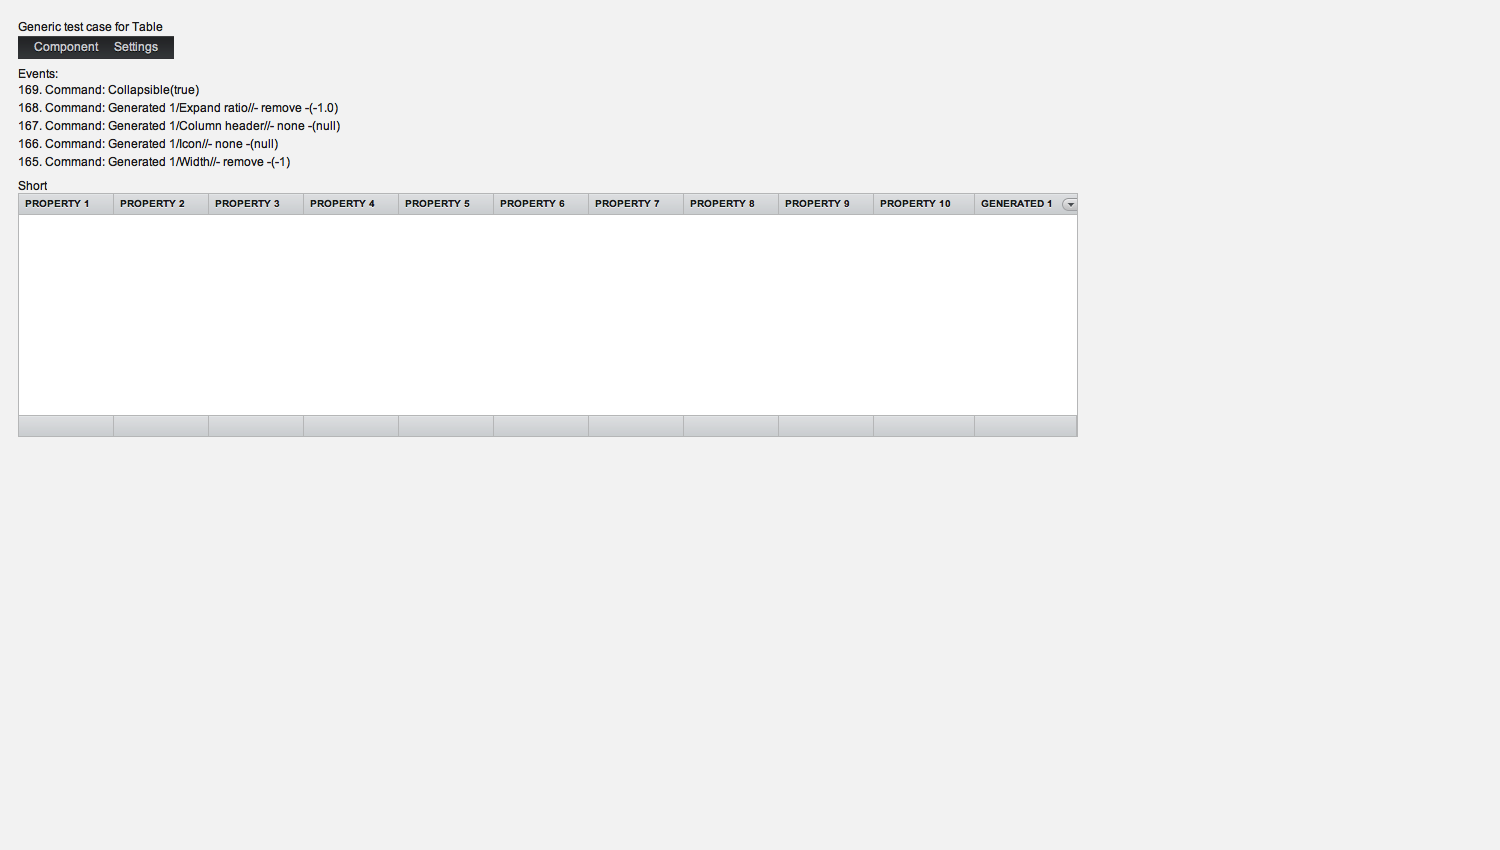 Generic test case for Table
Component Settings
Events:
169. Command: Collapsible(true)
168. Command: Generated 1/Expand ratio//- remove -(-1.0)
167. Command: Generated 1/Column header//- none -(null)
166. Command: Generated 1/Icon//- none -(null)
165. Command: Generated 1/Width//- remove -(-1)
Short
PROPERTY 1 PROPERTY 2 PROPERTY 3 PROPERTY 4 PROPERTY 5 PROPERTY 6 PROPERTY 7 PROPERTY 8 PROPERTY 9 PROPERTY 10 GENERATED 1